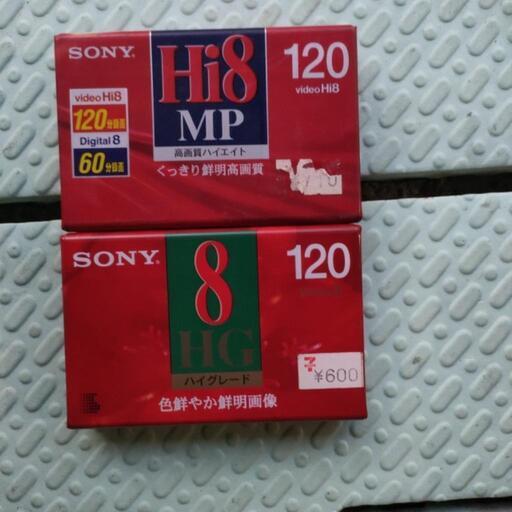 SONY
Hi8
MP
高画質ハイエイト
くっきり鮮明高画質
120
video Hi8
video Hi8
120分録画
Digital 8
60分録画
SONY
8
HG
ハイグレード
色鮮やか鮮明画像
120
¥600